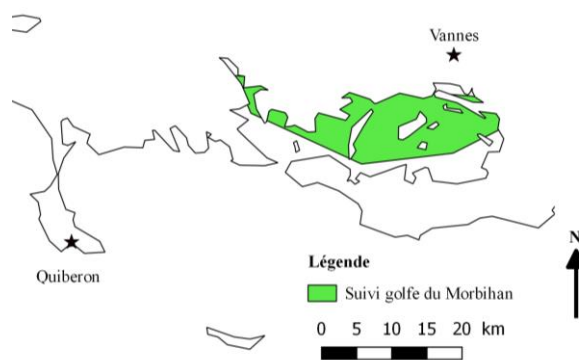 Vannes
Quiberon
N
Légende
Suivi golfe du Morbihan
0 5 10 15 20 km